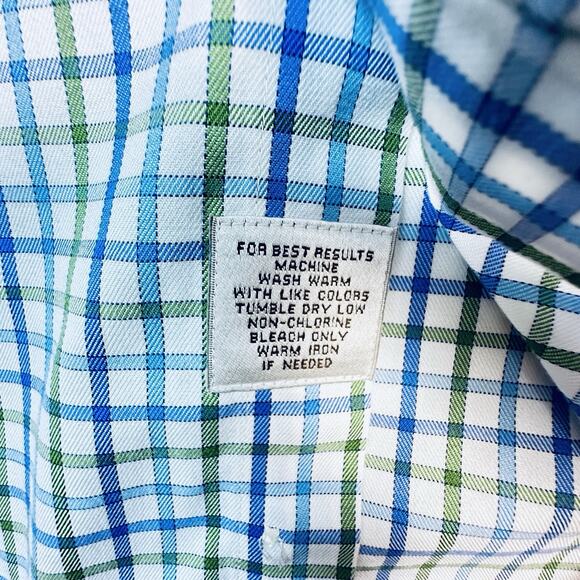 FOR BEST RESULTS
MACHINE
WASH WARM
WITH LIKE COLORS
TUMBLE DRY LOW
NON-CHLORINE
BLEACH ONLY
WARM IRON
IF NEEDED